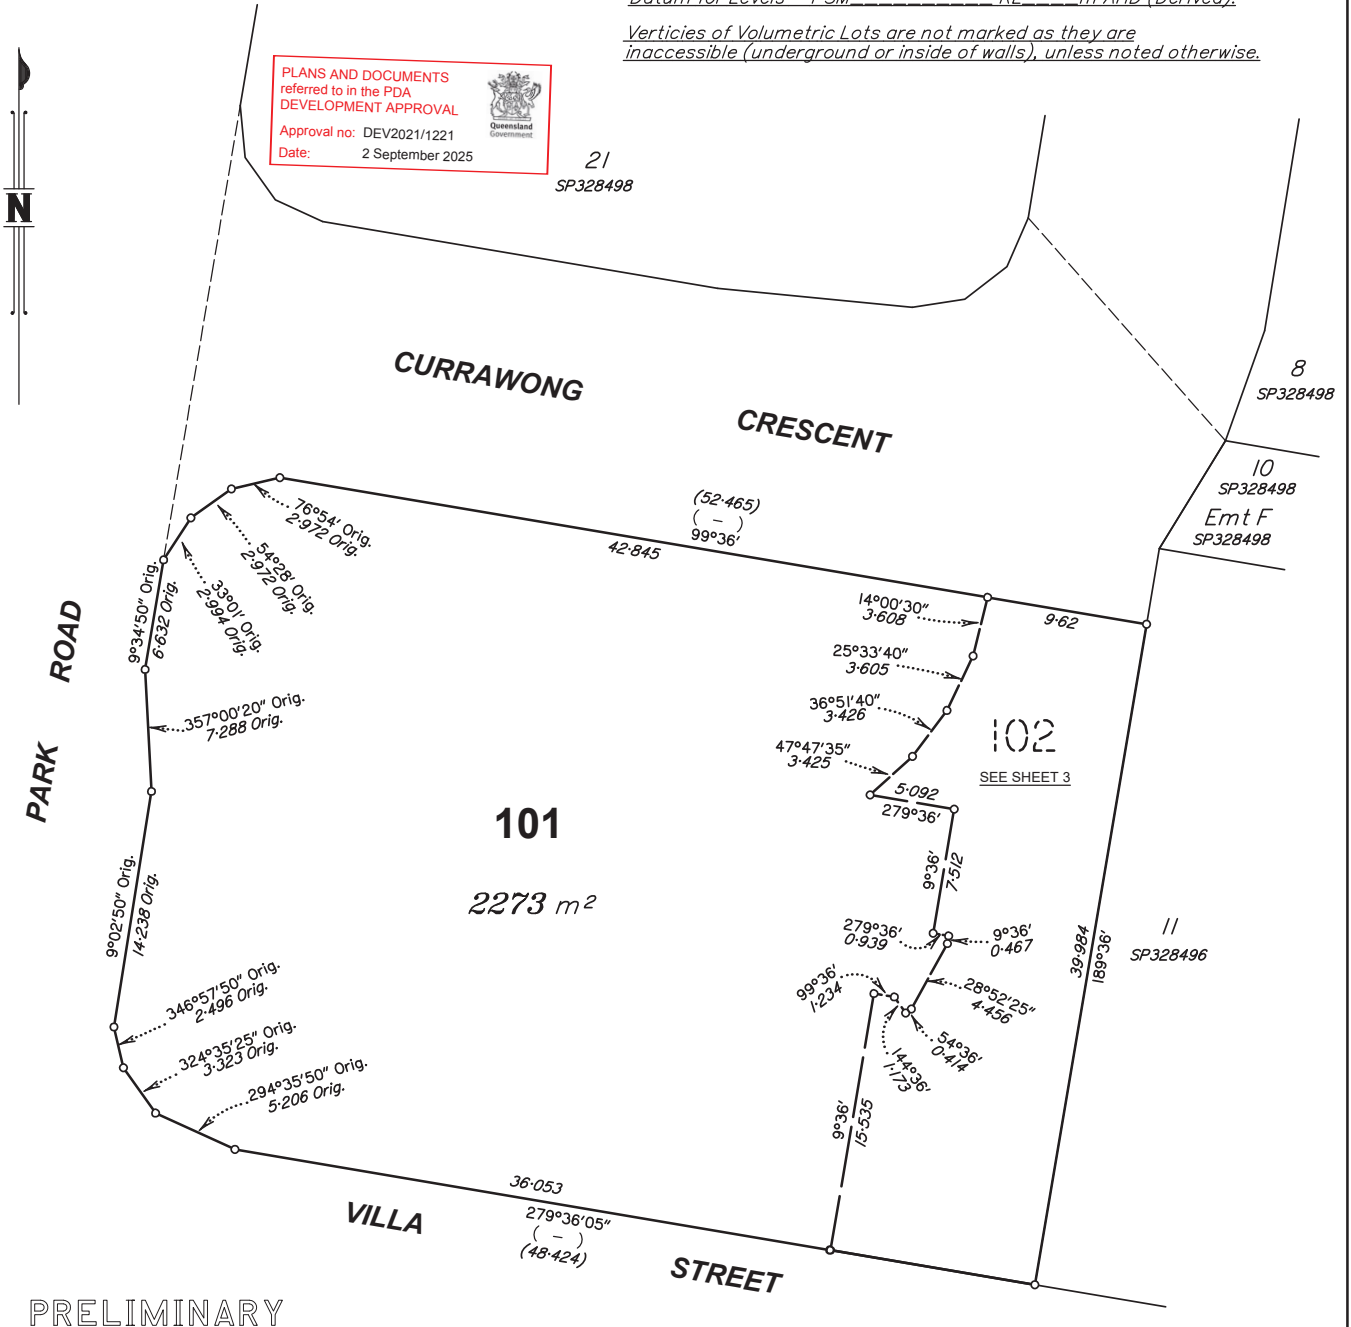 Verticies of Volumetric Lots are not marked as they are
inaccessible (underground or inside of walls), unless noted otherwise.
PLANS AND DOCUMENTS
referred to in the PDA
DEVELOPMENT APPROVAL
Approval no: DEV2021/1221
Date: 2 September 2025
Queensland
Government
N
21
SP328498
CURRAWONG
CRESCENT
8
SP328498
10
SP328498
Emt F
SP328498
(52·465)
( – )
99°36'
42·845
9·62
76°54' Orig.
2·972 Orig.
54°28' Orig.
2·972 Orig.
33°01' Orig.
2·994 Orig.
9°34'50" Orig.
6·632 Orig.
PARK ROAD
357°00'20" Orig.
7·288 Orig.
14°00'30"
3·608
25°33'40"
3·605
36°51'40"
3·426
47°47'35"
3·425
5·092
279°36'
102
SEE SHEET 3
101
2273 m²
9°36'
7·512
279°36'
0·939
9°36'
0·467
39·984
189°36'
11
SP328496
9°02'50" Orig.
14·238 Orig.
99°36'
1·234
28°52'25"
4·456
54°36'
0·414
144°36'
1·173
346°57'50" Orig.
2·496 Orig.
324°35'25" Orig.
3·323 Orig.
294°35'50" Orig.
5·206 Orig.
9°36'
15·535
36·053
279°36'05"
( – )
(48·424)
VILLA
STREET
PRELIMINARY